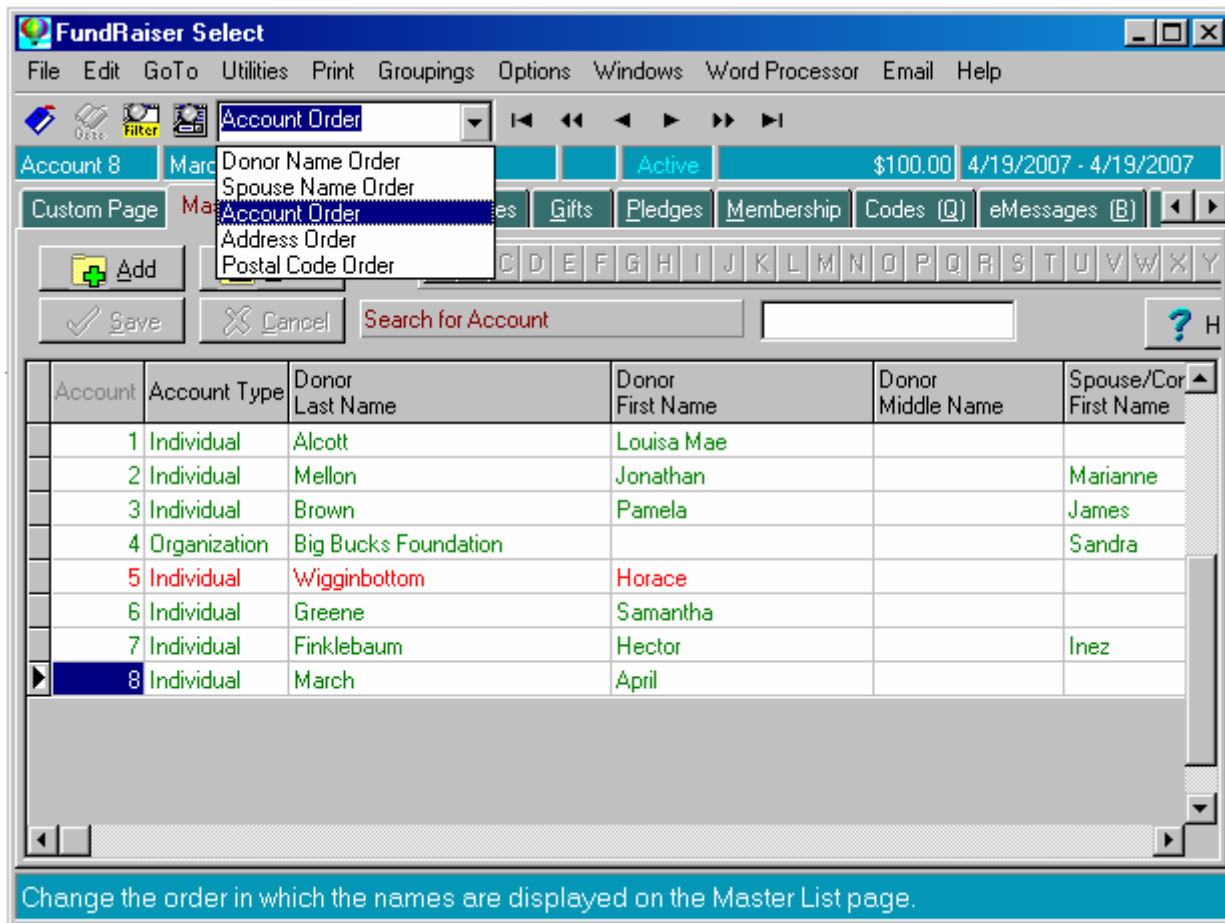 FundRaiser Select
File Edit GoTo Utilities Print Groupings Options Windows Word Processor Email Help
Filter Account Order
Account 8 Active $100.00 4/19/2007 - 4/19/2007
Donor Name Order
Spouse Name Order
Account Order
Address Order
Postal Code Order
Custom Page Gifts Pledges Membership Codes (Q) eMessages (B)
Add C D E F G H I J K L M N O P Q R S T U V W X Y
Save Cancel Search for Account ? H
Account Account Type Donor Last Name Donor First Name Donor Middle Name Spouse/Cor First Name
1 Individual Alcott Louisa Mae
2 Individual Mellon Jonathan Marianne
3 Individual Brown Pamela James
4 Organization Big Bucks Foundation Sandra
5 Individual Wigginbottom Horace
6 Individual Greene Samantha
7 Individual Finklebaum Hector Inez
8 Individual March April
Change the order in which the names are displayed on the Master List page.